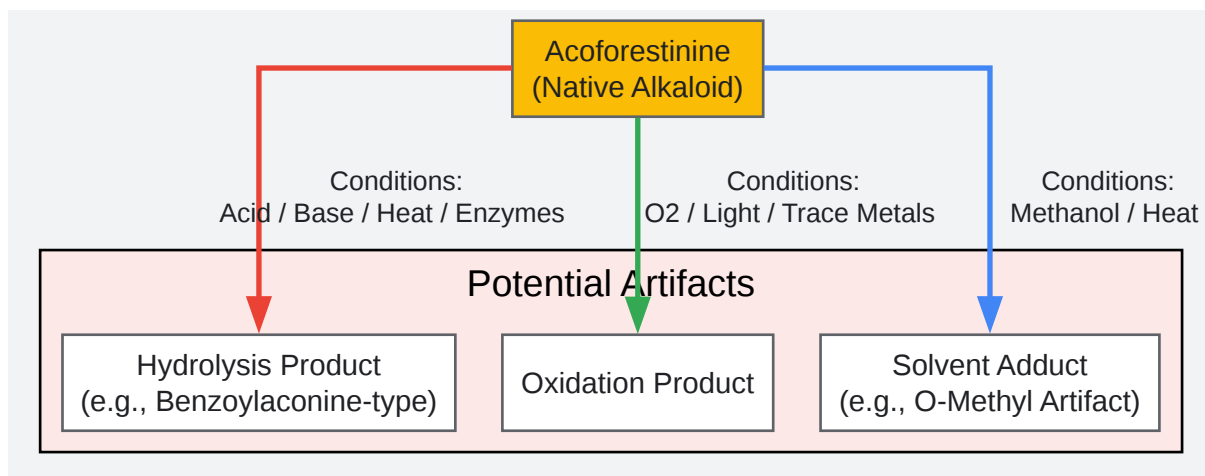 Acoforestinine
(Native Alkaloid)
Conditions:
Acid / Base / Heat / Enzymes
Conditions:
O2 / Light / Trace Metals
Conditions:
Methanol / Heat
Potential Artifacts
Hydrolysis Product
(e.g., Benzoylaconine-type)
Oxidation Product
Solvent Adduct
(e.g., O-Methyl Artifact)